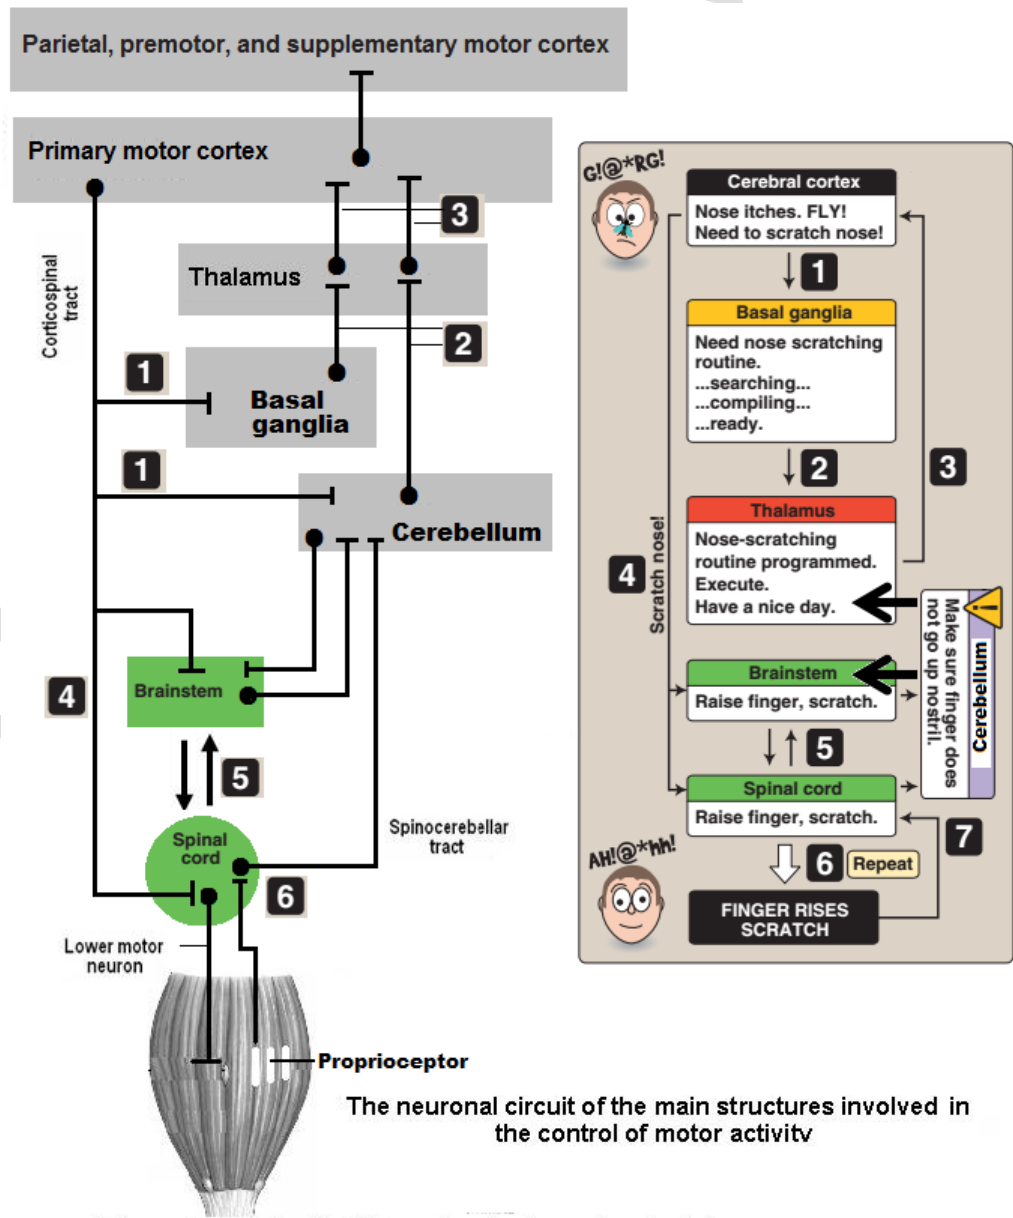 Parietal, premotor, and supplementary motor cortex
Primary motor cortex
3
Thalamus
Corticospinal
tract
2
1
Basal
ganglia
1
Cerebellum
4
Brainstem
5
Spinal
cord
Spinocerebellar
tract
6
Lower motor
neuron
Proprioceptor
G!@*RG!
Cerebral cortex
Nose itches. FLY!
Need to scratch nose!
1
Basal ganglia
Need nose scratching
routine.
...searching...
...compiling...
...ready.
2
3
Thalamus
Nose-scratching
routine programmed.
Execute.
Have a nice day.
4
Scratch nose!
Brainstem
Raise finger, scratch.
Make sure finger does
not go up nostril.
!
Cerebellum
5
Spinal cord
Raise finger, scratch.
AH!@*hh!
6
Repeat
7
FINGER RISES
SCRATCH
The neuronal circuit of the main structures involved in
the control of motor activity